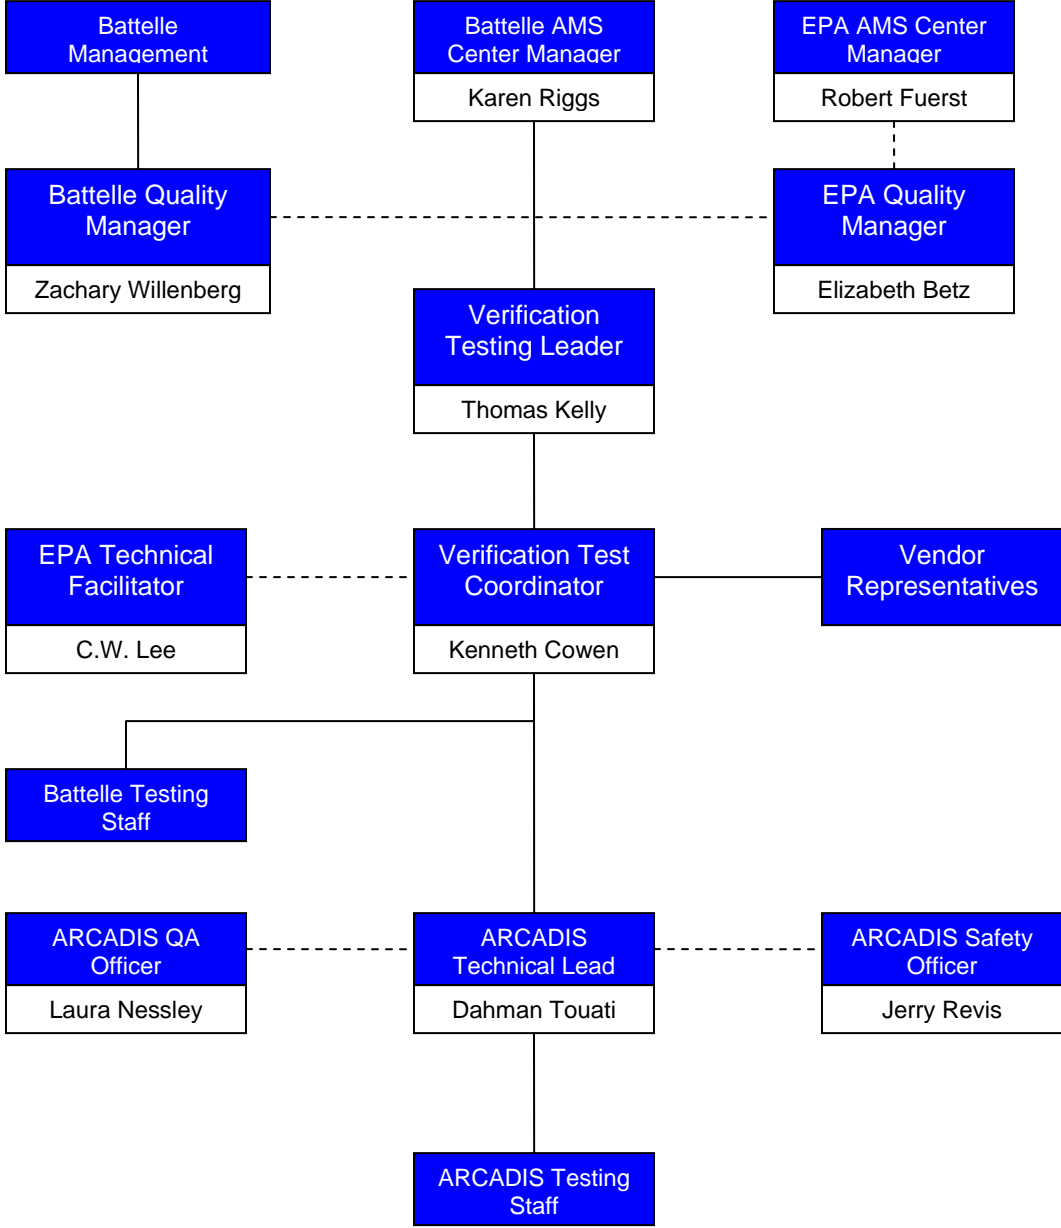 Battelle
Management
Battelle AMS
Center Manager
Karen Riggs
EPA AMS Center
Manager
Robert Fuerst
Battelle Quality
Manager
Zachary Willenberg
EPA Quality
Manager
Elizabeth Betz
Verification
Testing Leader
Thomas Kelly
EPA Technical
Facilitator
C.W. Lee
Verification Test
Coordinator
Kenneth Cowen
Vendor
Representatives
Battelle Testing
Staff
ARCADIS QA
Officer
Laura Nessley
ARCADIS
Technical Lead
Dahman Touati
ARCADIS Safety
Officer
Jerry Revis
ARCADIS Testing
Staff